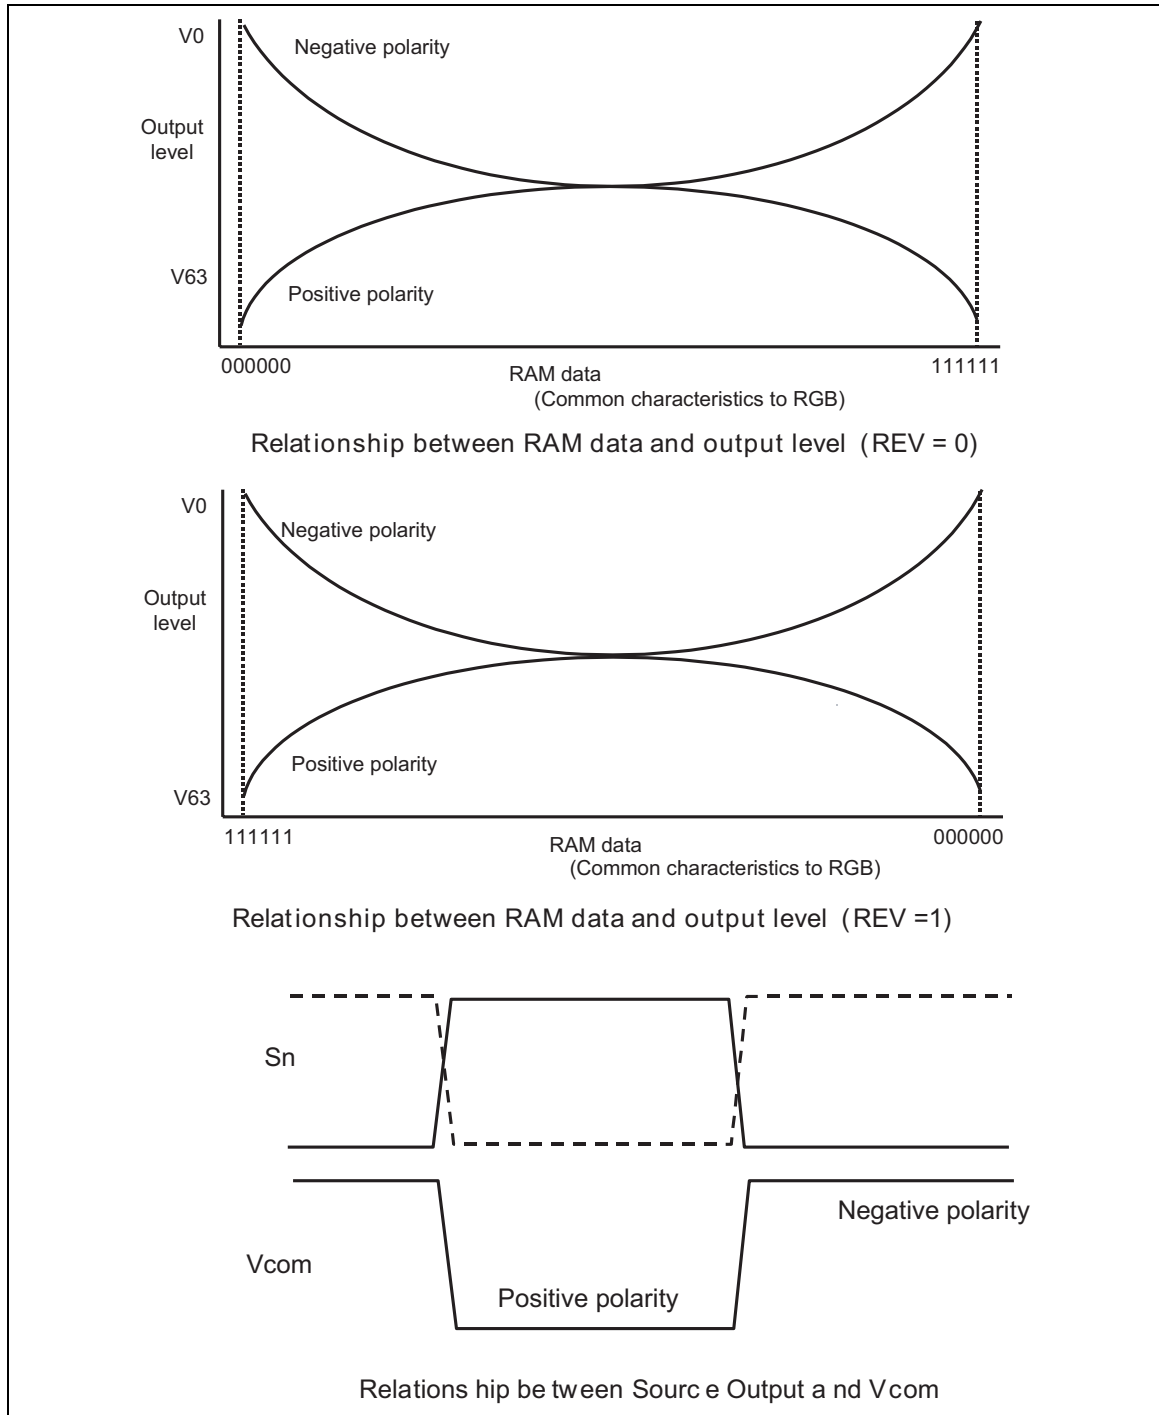 V0
Negative polarity
Output
level
V63
Positive polarity
000000
111111
RAM data
(Common characteristics to RGB)
Relationship between RAM data and output level (REV = 0)
V0
Negative polarity
Output
level
Positive polarity
V63
111111
000000
RAM data
(Common characteristics to RGB)
Relationship between RAM data and output level (REV =1)
Sn
Negative polarity
Vcom
Positive polarity
Relations hip be tween Sourc e Output a nd Vcom